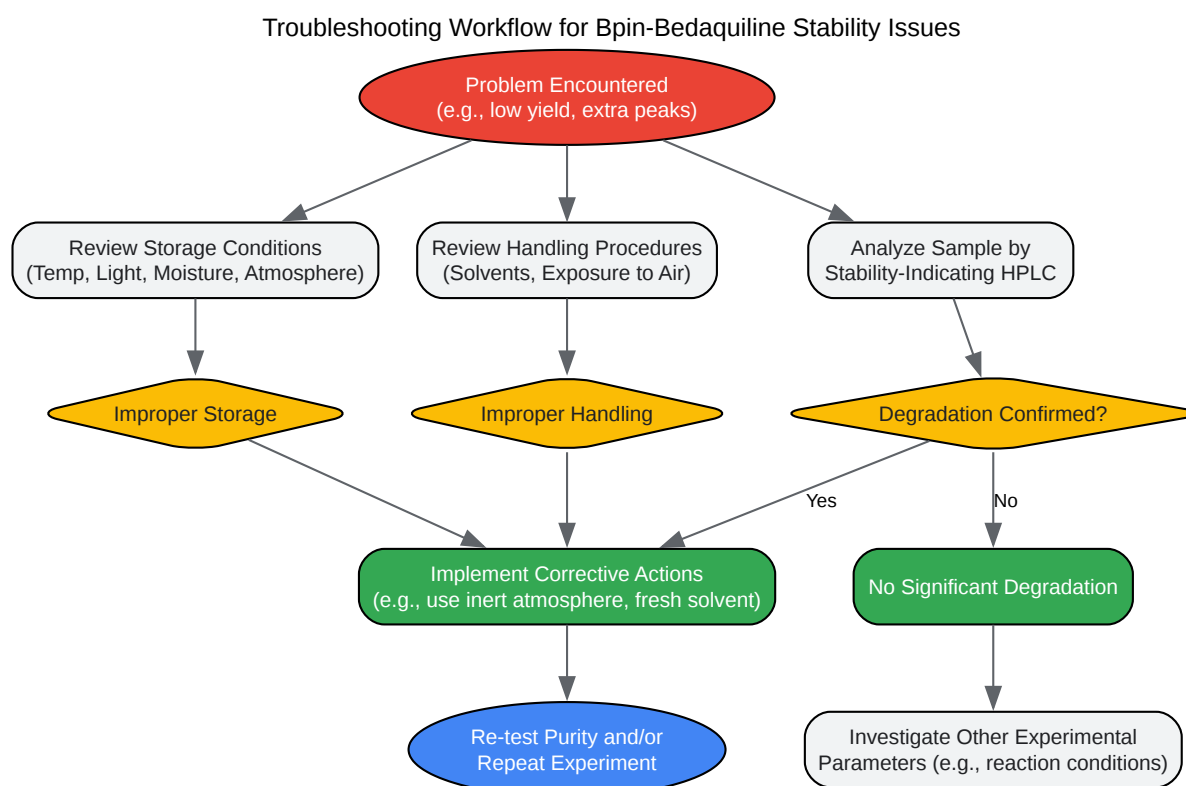 Troubleshooting Workflow for Bpin-Bedaquiline Stability Issues
Problem Encountered
(e.g., low yield, extra peaks)
Review Storage Conditions
(Temp, Light, Moisture, Atmosphere)
Review Handling Procedures
(Solvents, Exposure to Air)
Analyze Sample by
Stability-Indicating HPLC
Improper Storage
Improper Handling
Degradation Confirmed?
Yes
No
Implement Corrective Actions
(e.g., use inert atmosphere, fresh solvent)
No Significant Degradation
Re-test Purity and/or
Repeat Experiment
Investigate Other Experimental
Parameters (e.g., reaction conditions)